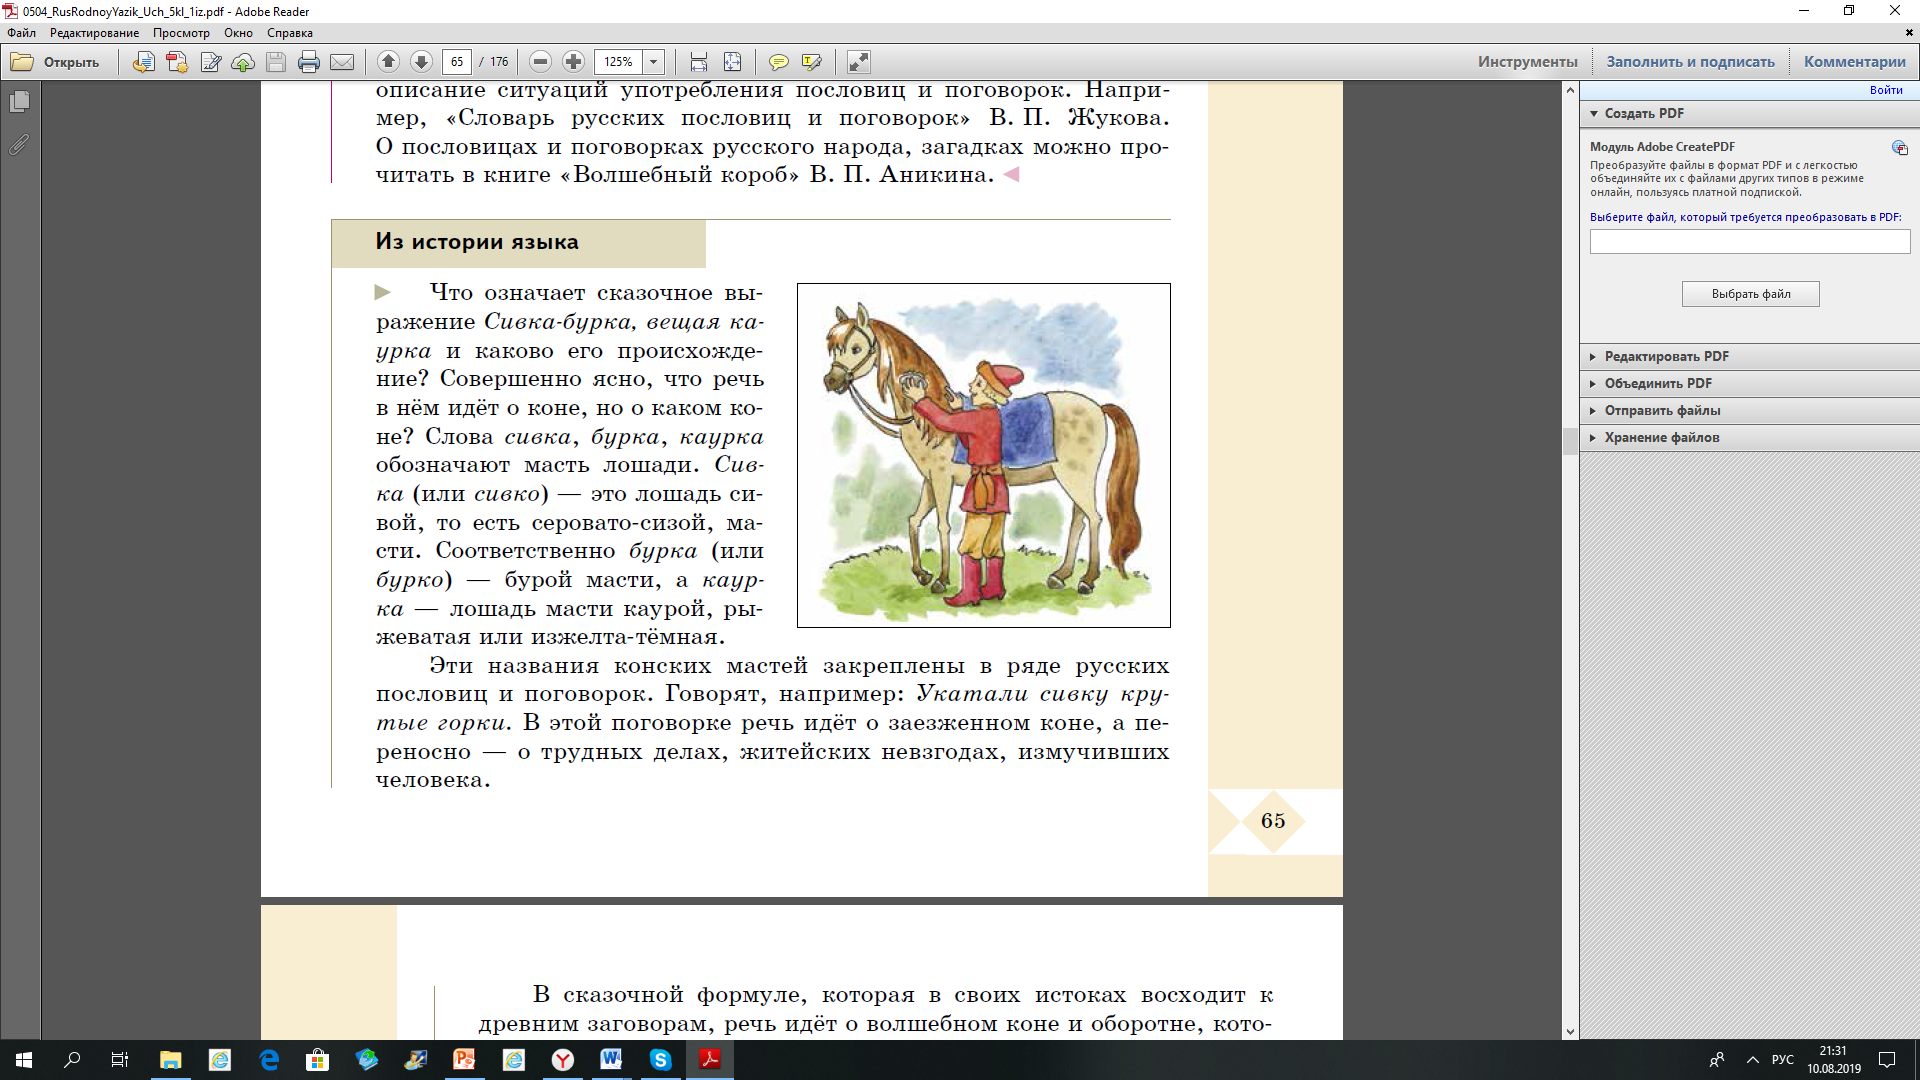 0504_RusRodnoyYazik_Uch_5kl_1iz.pdf - Adobe Reader
Файл Редактирование Просмотр Окно Справка
Открыть 65 / 176 125% Инструменты Заполнить и подписать Комментарии
описание ситуаций употребления пословиц и поговорок. Напри-
мер, «Словарь русских пословиц и поговорок» В. П. Жукова.
О пословицах и поговорках русского народа, загадках можно про-
читать в книге «Волшебный короб» В. П. Аникина.
Из истории языка
Что означает сказочное вы-
ражение Сивка-бурка, вещая ка-
урка и каково его происхожде-
ние? Совершенно ясно, что речь
в нём идёт о коне, но о каком ко-
не? Слова сивка, бурка, каурка
обозначают масть лошади. Сив-
ка (или сивко) — это лошадь си-
вой, то есть серовато-сизой, ма-
сти. Соответственно бурка (или
бурко) — бурой масти, а каур-
ка — лошадь масти каурой, ры-
жеватая или изжелта-тёмная.
Эти названия конских мастей закреплены в ряде русских
пословиц и поговорок. Говорят, например: Укатали сивку кру-
тые горки. В этой поговорке речь идёт о заезженном коне, а пе-
реносно — о трудных делах, житейских невзгодах, измучивших
человека.
65
В сказочной формуле, которая в своих истоках восходит к
древним заговорам, речь идёт о волшебном коне и оборотне, кото-
Войти
Создать PDF
Модуль Adobe CreatePDF
Преобразуйте файлы в формат PDF и с легкостью
объединяйте их с файлами других типов в режиме
онлайн, пользуясь платной подпиской.
Выберите файл, который требуется преобразовать в PDF:
Выбрать файл
Редактировать PDF
Объединить PDF
Отправить файлы
Хранение файлов
РУС
21:31
10.08.2019